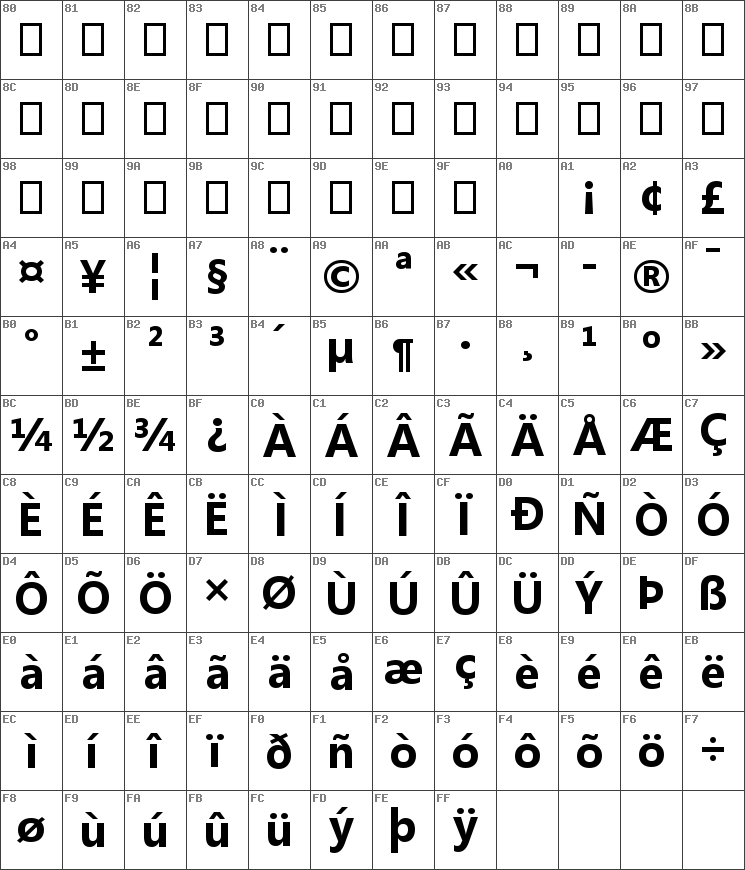 80 81 82 83 84 85 86 87 88 89 8A 8B
8C 8D 8E 8F 90 91 92 93 94 95 96 97
98 99 9A 9B 9C 9D 9E 9F A0 A1 A2 A3
¡ ¢ £
A4 A5 A6 A7 A8 A9 AA AB AC AD AE AF
¤ ¥ ¦ § ¨ © ª « ¬ - ® ¯
B0 B1 B2 B3 B4 B5 B6 B7 B8 B9 BA BB
° ± ² ³ ´ µ ¶ · ¸ ¹ º »
BC BD BE BF C0 C1 C2 C3 C4 C5 C6 C7
¼ ½ ¾ ¿ À Á Â Ã Ä Å Æ Ç
C8 C9 CA CB CC CD CE CF D0 D1 D2 D3
È É Ê Ë Ì Í Î Ï Ð Ñ Ò Ó
D4 D5 D6 D7 D8 D9 DA DB DC DD DE DF
Ô Õ Ö × Ø Ù Ú Û Ü Ý Þ ß
E0 E1 E2 E3 E4 E5 E6 E7 E8 E9 EA EB
à á â ã ä å æ ç è é ê ë
EC ED EE EF F0 F1 F2 F3 F4 F5 F6 F7
ì í î ï ð ñ ò ó ô õ ö ÷
F8 F9 FA FB FC FD FE FF
ø ù ú û ü ý þ ÿ